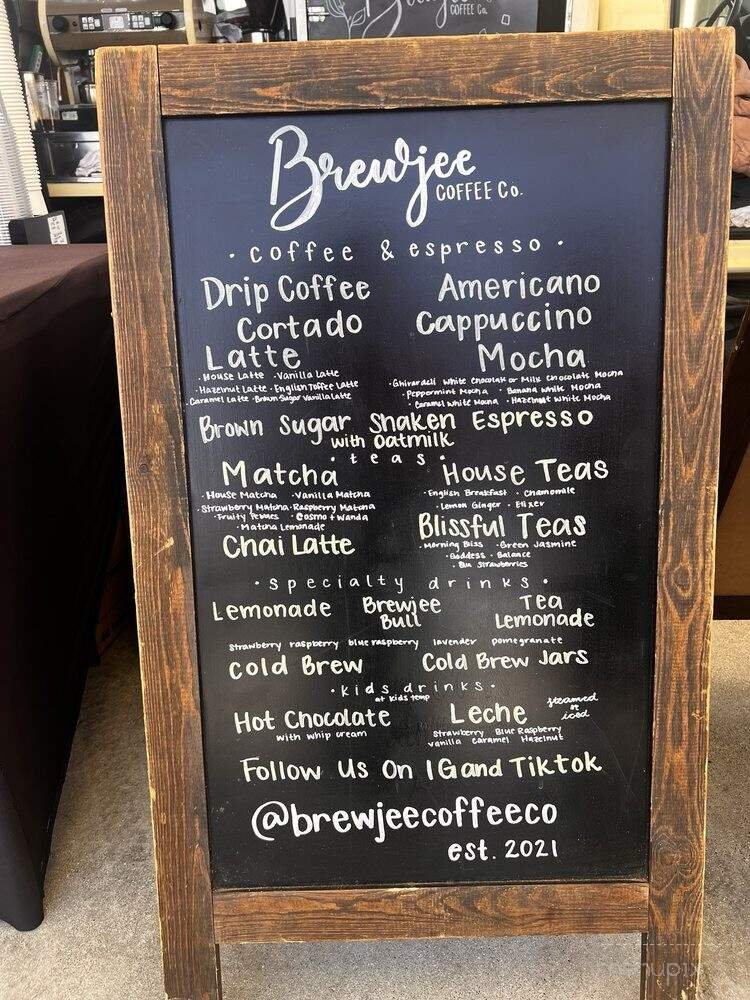 Brewjee
COFFEE Co.
COFFEE Co.
· coffee & espresso ·
Drip Coffee Americano
Cortado Cappuccino
Latte Mocha
· House Latte · Vanilla Latte
· Hazelnut Latte · English Toffee Latte
· Caramel Latte · Brown Sugar Vanilla Latte
· Ghirardelli White Chocolate or Milk Chocolate Mocha
· Peppermint Mocha · Banana White Mocha
· Caramel White Mocha · Hazelnut White Mocha
Brown Sugar Shaken Espresso
with Oatmilk
· teas ·
Matcha House Teas
· House Matcha · Vanilla Matcha
· Strawberry Matcha · Raspberry Matcha
· Fruity Pebbles · Cosmo + Wanda
· Matcha Lemonade
· English Breakfast · Chamomile
· Lemon Ginger · Elixer
Chai Latte
Blissful Teas
· Morning Bliss · Green Jasmine
· Goddess · Balance
Strawberries
· specialty drinks ·
Lemonade Brewjee Bull Tea Lemonade
strawberry raspberry blue raspberry lavender pomegranate
Cold Brew Cold Brew Jars
· kids drinks ·
at kids temp
Hot Chocolate Leche steamed or iced
with whip cream
Strawberry Blue Raspberry
vanilla caramel Hazelnut
Follow Us On IG and Tiktok
@brewjeecoffeeco
est. 2021
menupix